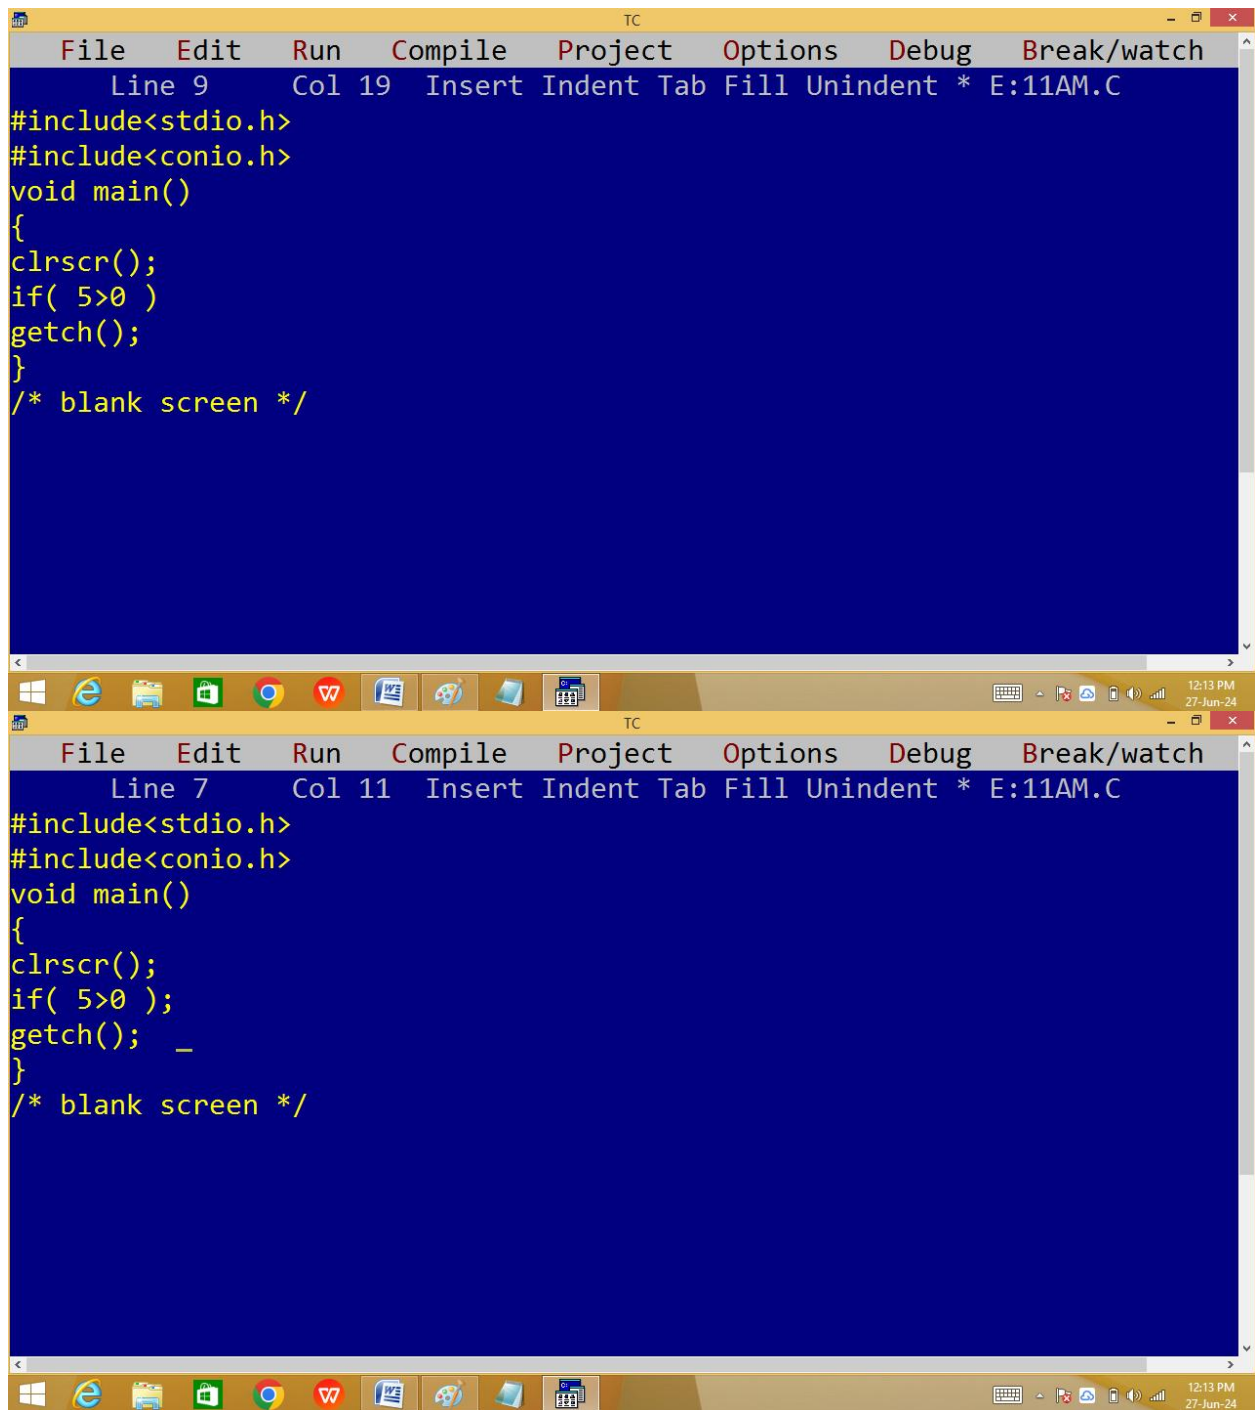 TC
File Edit Run Compile Project Options Debug Break/watch
Line 9 Col 19 Insert Indent Tab Fill Unindent * E:11AM.C
#include<stdio.h>
#include<conio.h>
void main()
{
clrscr();
if( 5>0 )
getch();
}
/* blank screen */
12:13 PM
27-Jun-24
TC
File Edit Run Compile Project Options Debug Break/watch
Line 7 Col 11 Insert Indent Tab Fill Unindent * E:11AM.C
#include<stdio.h>
#include<conio.h>
void main()
{
clrscr();
if( 5>0 );
getch(); _
}
/* blank screen */
12:13 PM
27-Jun-24